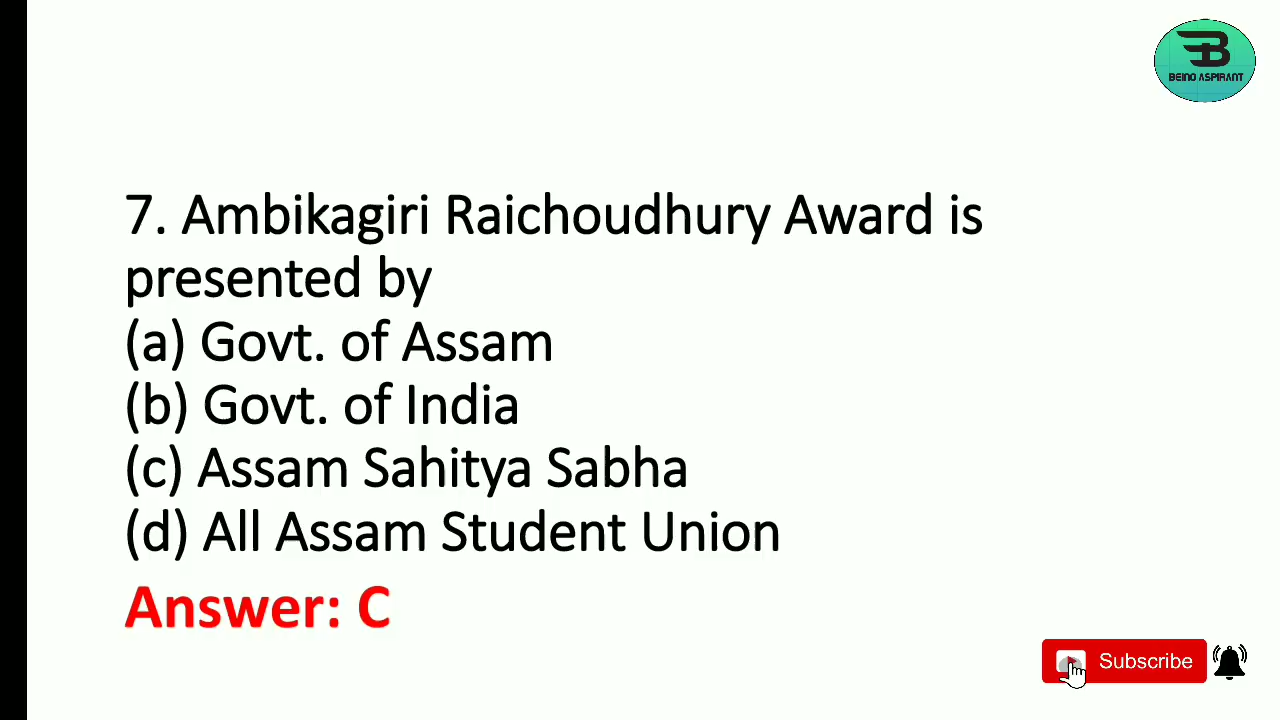 BEING ASPIRANT
7. Ambikagiri Raichoudhury Award is
presented by
(a) Govt. of Assam
(b) Govt. of India
(c) Assam Sahitya Sabha
(d) All Assam Student Union
Answer: C
Subscribe